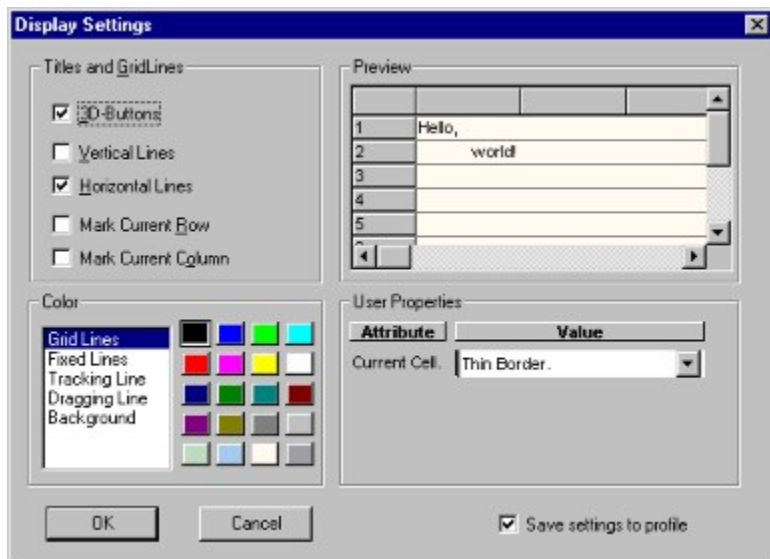 Display Settings
Titles and GridLines
3D-Buttons
Vertical Lines
Horizontal Lines
Mark Current Row
Mark Current Column
Preview
1 Hello,
2 world!
3
4
5
Color
Grid Lines
Fixed Lines
Tracking Line
Dragging Line
Background
User Properties
Attribute Value
Current Cell. Thin Border.
OK Cancel Save settings to profile